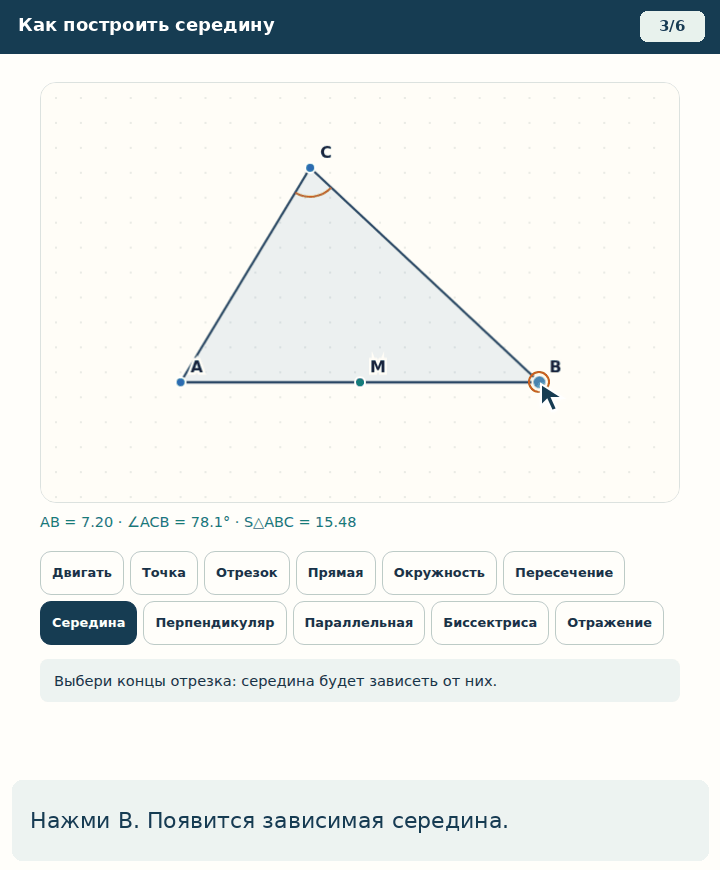 Как построить середину
3/6
C
A
M
B
AB = 7.20 · ∠ACB = 78.1° · S△ABC = 15.48
Двигать Точка Отрезок Прямая Окружность Пересечение
Середина Перпендикуляр Параллельная Биссектриса Отражение
Выбери концы отрезка: середина будет зависеть от них.
Нажми B. Появится зависимая середина.